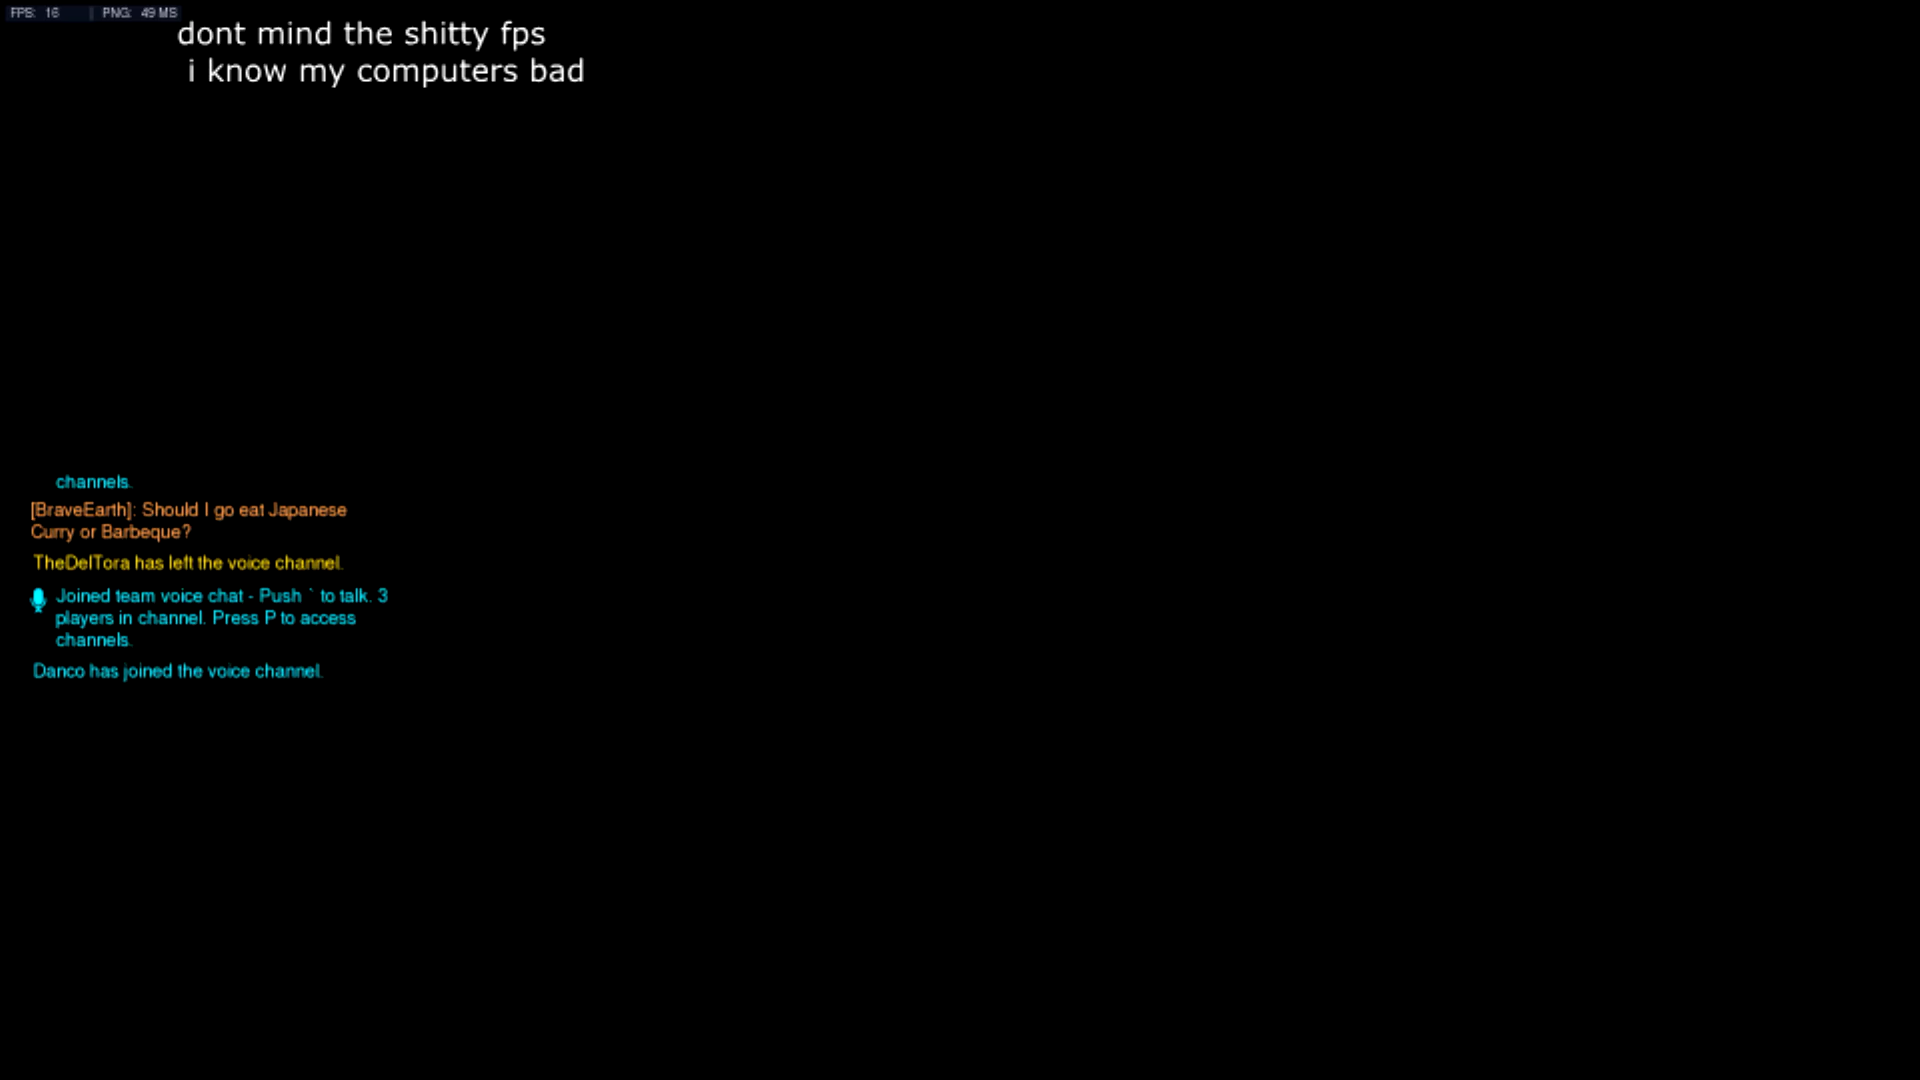 FPS: 16 | PNG: 49 MS
dont mind the shitty fps
i know my computers bad
channels.
[BraveEarth]: Should I go eat Japanese
Curry or Barbeque?
TheDelTora has left the voice channel.
Joined team voice chat - Push ` to talk. 3
players in channel. Press P to access
channels.
Danco has joined the voice channel.